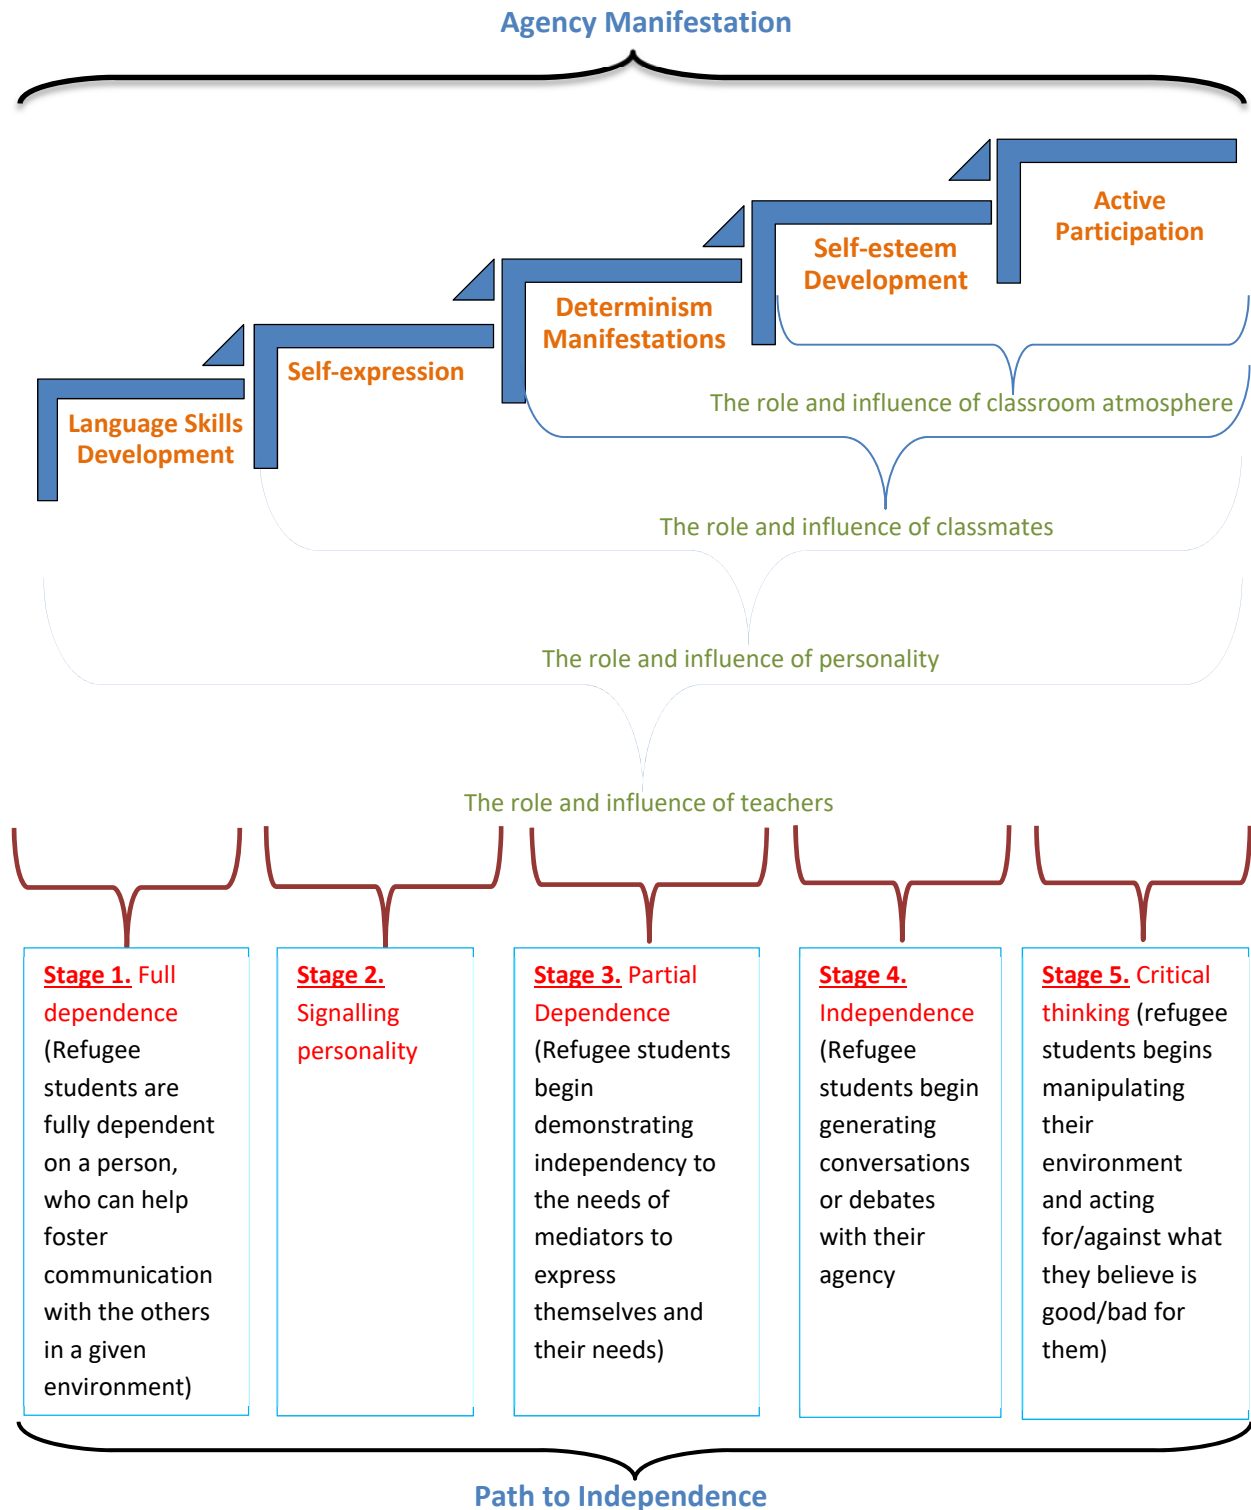 Agency Manifestation
Active
Participation
Self-esteem
Development
Determinism
Manifestations
Self-expression
Language Skills
Development
The role and influence of classroom atmosphere
The role and influence of classmates
The role and influence of personality
The role and influence of teachers
Stage 1. Full
dependence
(Refugee
students are
fully dependent
on a person,
who can help
foster
communication
with the others
in a given
environment)
Stage 2.
Signalling
personality
Stage 3. Partial
Dependence
(Refugee students
begin
demonstrating
independency to
the needs of
mediators to
express
themselves and
their needs)
Stage 4.
Independence
(Refugee
students begin
generating
conversations
or debates
with their
agency
Stage 5. Critical
thinking (refugee
students begins
manipulating
their
environment
and acting
for/against what
they believe is
good/bad for
them)
Path to Independence